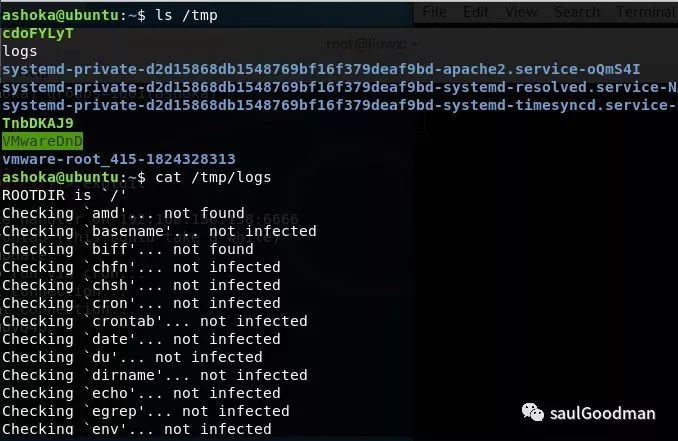 ashoka@ubuntu:~$ ls /tmp
File Edit View Search Terminal
cdoFYLyT
root@liuwx: ~
logs
systemd-private-d2d15868db1548769bf16f379deaf9bd-apache2.service-oQmS4I
systemd-private-d2d15868db1548769bf16f379deaf9bd-systemd-resolved.service-N
systemd-private-d2d15868db1548769bf16f379deaf9bd-systemd-timesyncd.service-
TnbDKAJ9
VMwareDnD
vmware-root_415-1824328313
ashoka@ubuntu:~$ cat /tmp/logs
ROOTDIR is `/'
Checking `amd'... not found
Checking `basename'... not infected
Checking `biff'... not found
Checking `chfn'... not infected
Checking `chsh'... not infected
Checking `cron'... not infected
Checking `crontab'... not infected
Checking `date'... not infected
Checking `du'... not infected
Checking `dirname'... not infected
Checking `echo'... not infected
Checking `egrep'... not infected
Checking `env'... not infected
saulGoodman